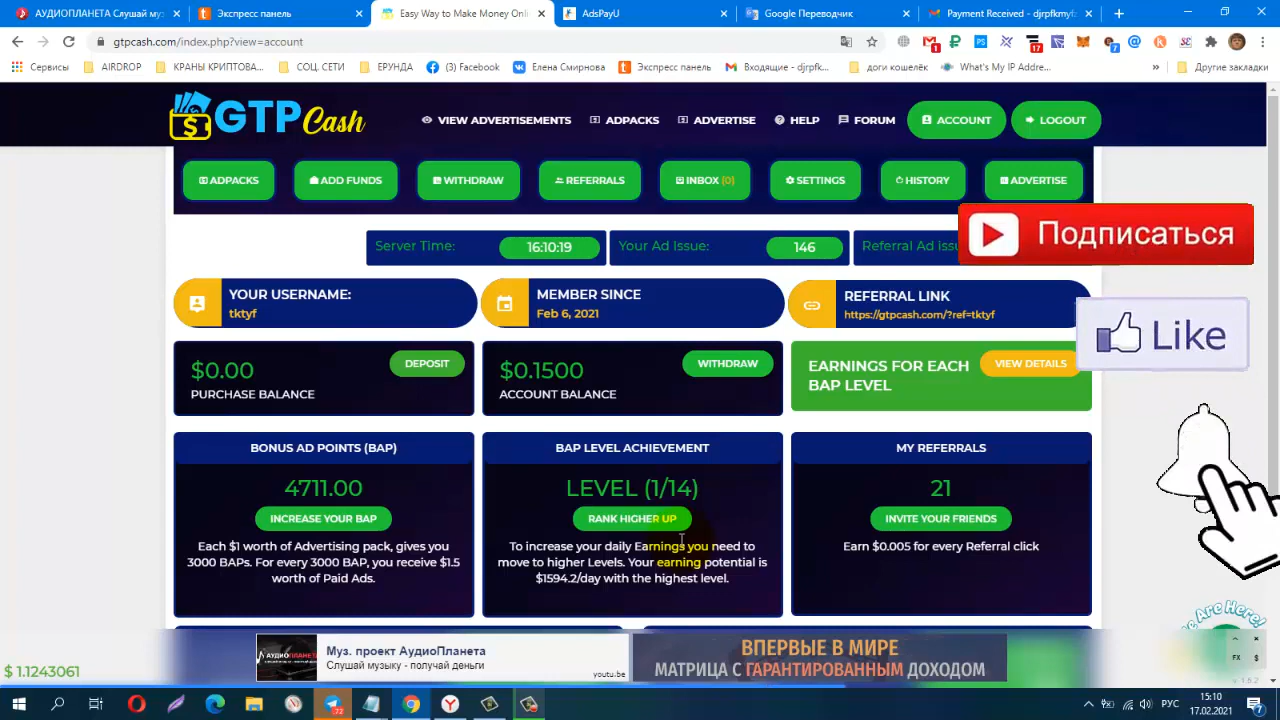 АУДИОПЛАНЕТА Слушай муз
Экспресс панель
Easy Way to Make Money Onli
AdsPayU
Google Переводчик
Payment Received - djrpfkmyfs
gtpcash.com/index.php?view=account
Сервисы
AIRDROP
КРАНЫ КРИПТОВА...
СОЦ. СЕТИ
ЕРУНДА
(3) Facebook
Елена Смирнова
Экспресс панель
Входящие - djrpfk...
доги кошелёк
What's My IP Addre...
»
Другие закладки
GTP Cash
VIEW ADVERTISEMENTS
ADPACKS
ADVERTISE
HELP
FORUM
ACCOUNT
LOGOUT
ADPACKS
ADD FUNDS
WITHDRAW
REFERRALS
INBOX (0)
SETTINGS
HISTORY
ADVERTISE
Server Time: 16:10:19
Your Ad Issue: 146
Referral Ad issu
Подписаться
YOUR USERNAME:
tktyf
MEMBER SINCE
Feb 6, 2021
REFERRAL LINK
https://gtpcash.com/?ref=tktyf
Like
$0.00
DEPOSIT
PURCHASE BALANCE
$0.1500
WITHDRAW
ACCOUNT BALANCE
EARNINGS FOR EACH
BAP LEVEL
VIEW DETAILS
BONUS AD POINTS (BAP)
4711.00
INCREASE YOUR BAP
Each $1 worth of Advertising pack, gives you
3000 BAPs. For every 3000 BAP, you receive $1.5
worth of Paid Ads.
BAP LEVEL ACHIEVEMENT
LEVEL (1/14)
RANK HIGHER UP
To increase your daily Earnings you need to
move to higher Levels. Your earning potential is
$1594.2/day with the highest level.
MY REFERRALS
21
INVITE YOUR FRIENDS
Earn $0.005 for every Referral click
We Are Here!
$ 1.1243061
АУДИОПЛАНЕТА
Муз. проект АудиоПланета
Слушай музыку - получай деньги
youtu.be
ВПЕРВЫЕ В МИРЕ
МАТРИЦА С ГАРАНТИРОВАННЫМ ДОХОДОМ
FX $
v 1.6.2
РУС
15:10
17.02.2021